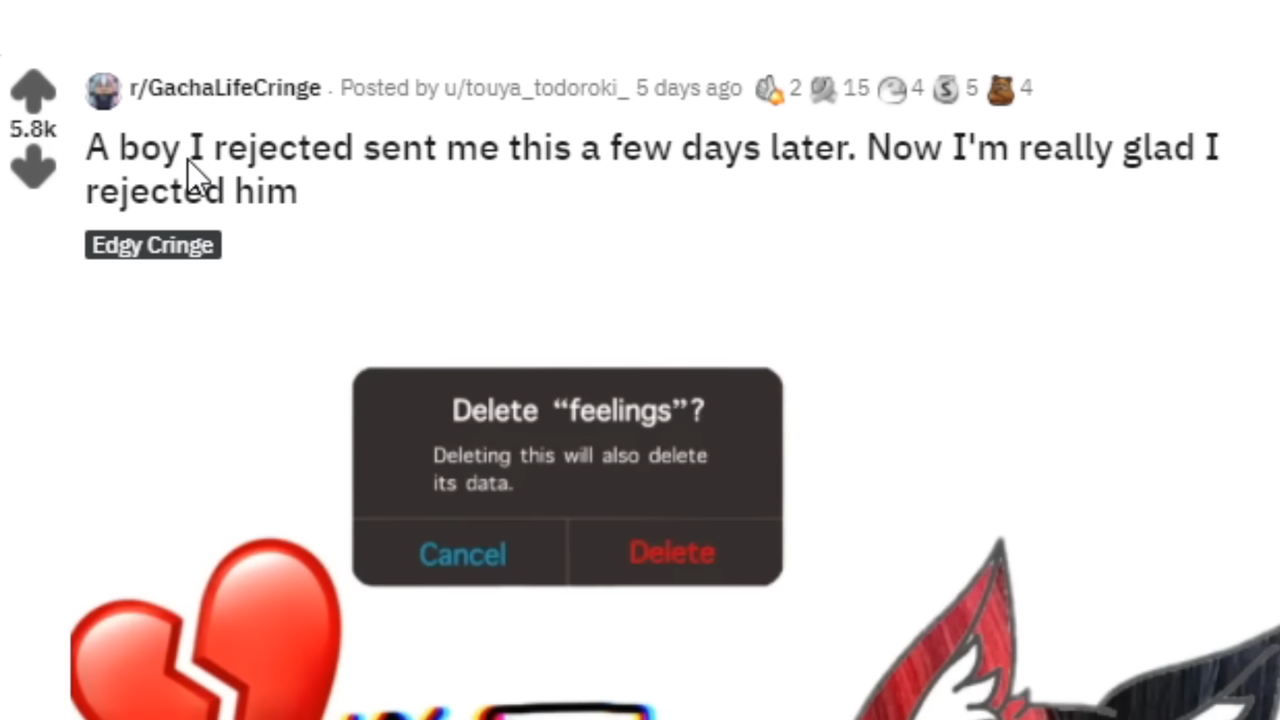 r/GachaLifeCringe · Posted by u/touya_todoroki_ 5 days ago 2 15 4 S 5 4
5.8k
A boy I rejected sent me this a few days later. Now I'm really glad I
rejected him
Edgy Cringe
Delete “feelings”?
Deleting this will also delete
its data.
Cancel Delete